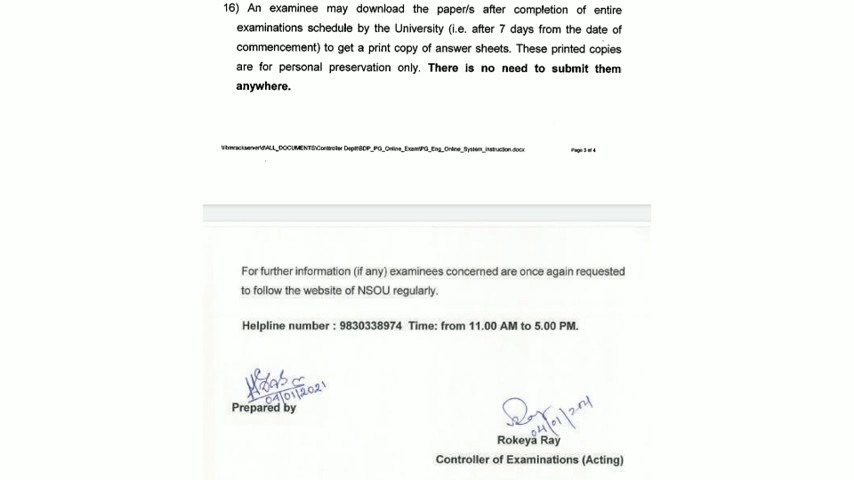 16) An examinee may download the paper/s after completion of entire
examinations schedule by the University (i.e. after 7 days from the date of
commencement) to get a print copy of answer sheets. These printed copies
are for personal preservation only. There is no need to submit them
anywhere.
Page 3 of 4
For further information (if any) examinees concerned are once again requested
to follow the website of NSOU regularly.
Helpline number : 9830338974 Time: from 11.00 AM to 5.00 PM.
04/01/2021
Prepared by
Ray
04/01/2021
Rokeya Ray
Controller of Examinations (Acting)